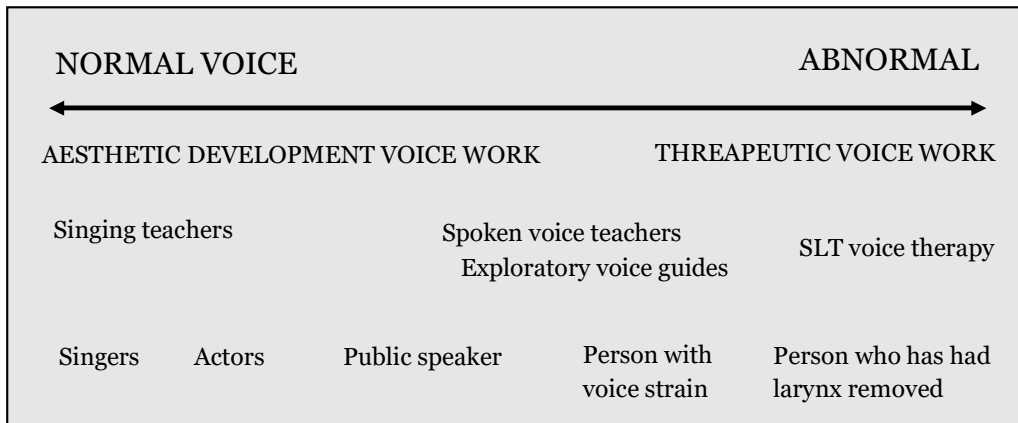 NORMAL VOICE
ABNORMAL
AESTHETIC DEVELOPMENT VOICE WORK
THREAPEUTIC VOICE WORK
Singing teachers
Spoken voice teachers
Exploratory voice guides
SLT voice therapy
Singers
Actors
Public speaker
Person with
voice strain
Person who has had
larynx removed